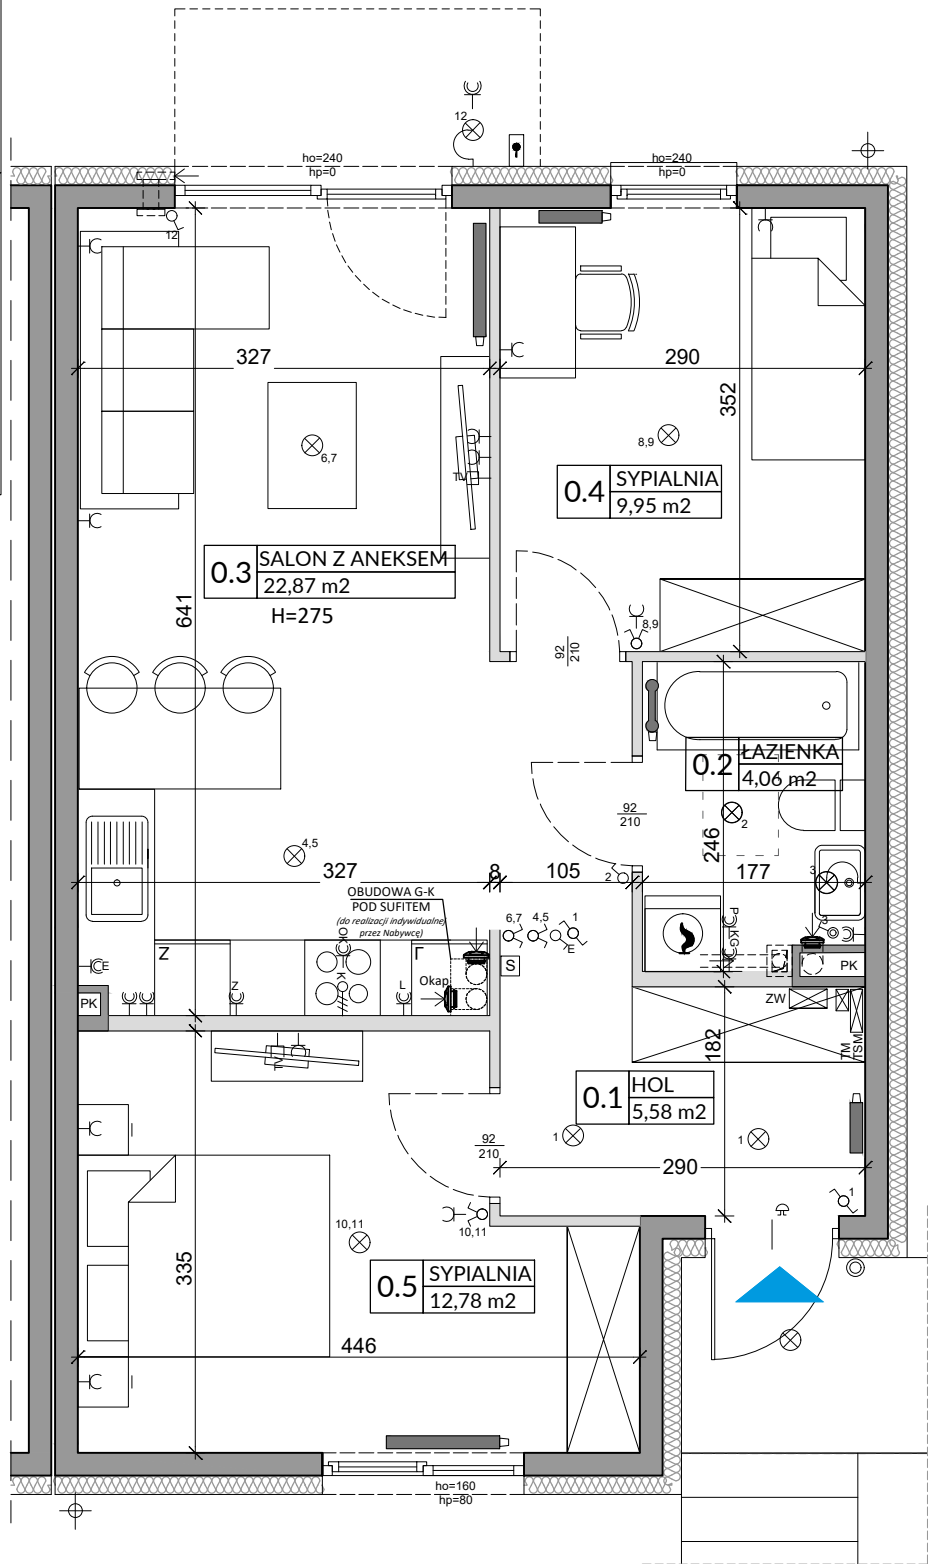 12
ho=240
hp=0
ho=240
hp=0
12
327
290
352
6,7
8,9
TV
0.4
SYPIALNIA
9,95 m2
0.3
SALON Z ANEKSEM
22,87 m2
H=275
641
8,9
92
210
0.2
ŁAZIENKA
4,06 m2
92
210
2
246
4,5
327
8
105
2
177
3
OBUDOWA G-K
POD SUFITEM
(do realizacji indywidualnej
przez Nabywcę)
6,7
4,5
1
E
P
KG
3
S
Z
OK
K
L
Okap
E
Z
PK
PK
ZW
TM
TSM
182
0.1
HOL
5,58 m2
1
1
92
210
290
1
10,11
10,11
335
0.5
SYPIALNIA
12,78 m2
446
ho=160
hp=80